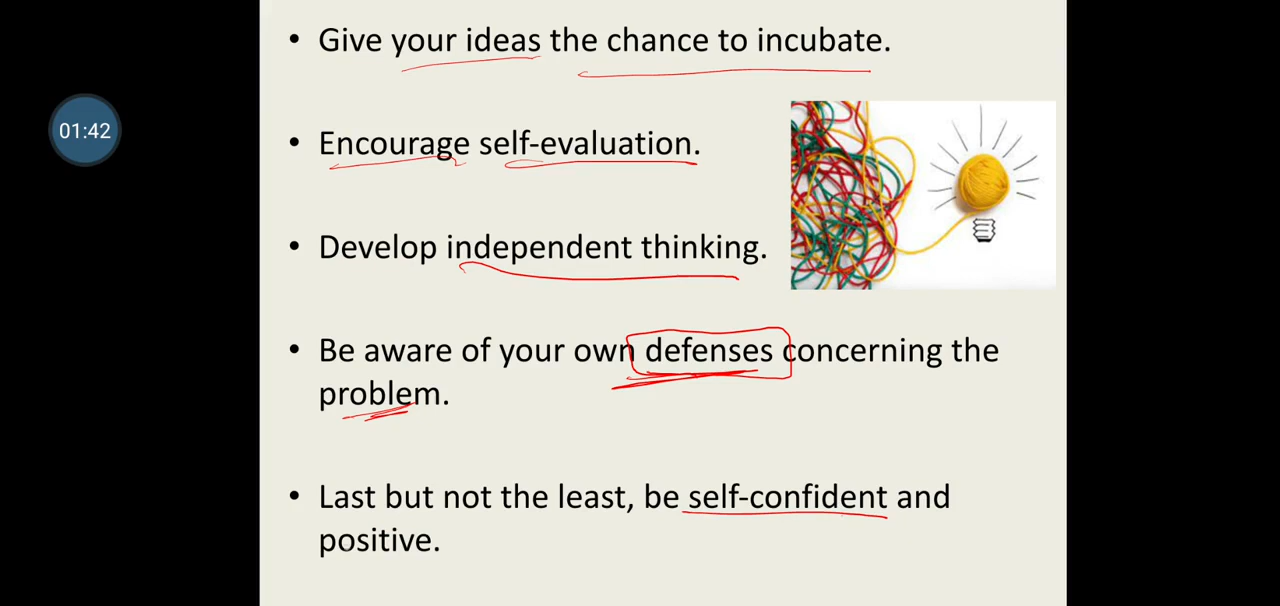 • Give your ideas the chance to incubate.
01:42
• Encourage self-evaluation.
• Develop independent thinking.
• Be aware of your own defenses concerning the
problem.
• Last but not the least, be self-confident and
positive.